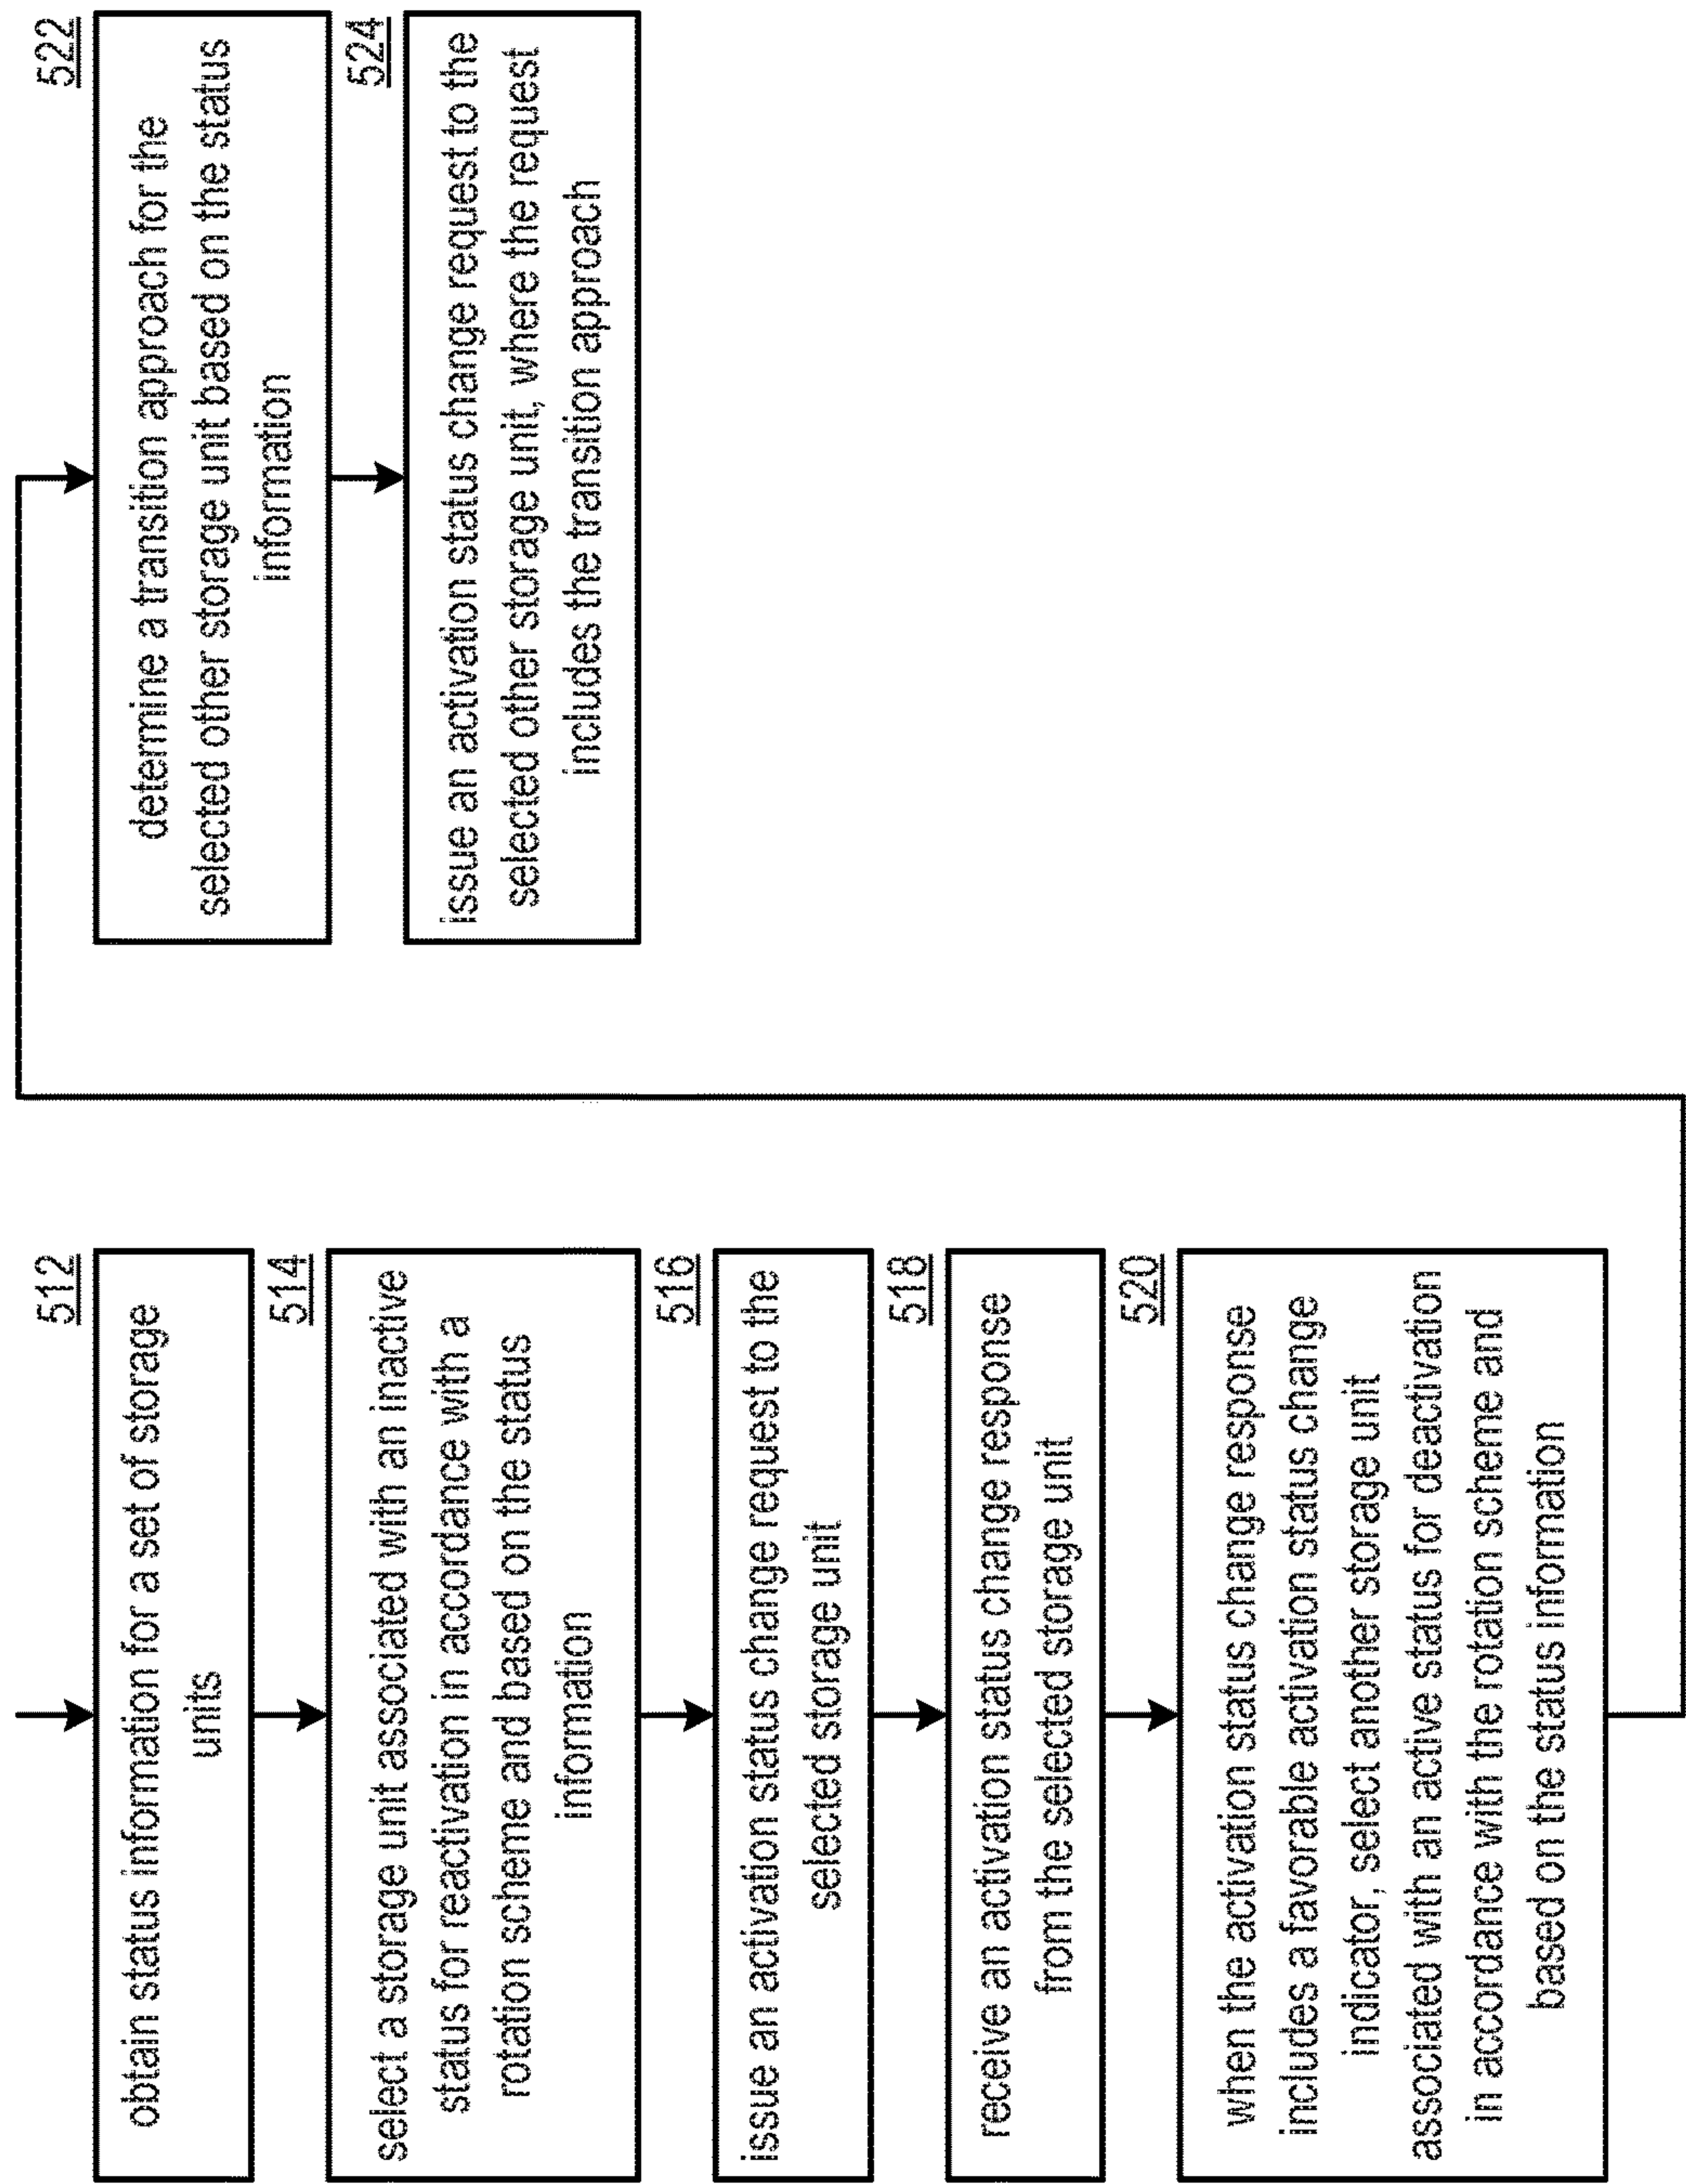 512
obtain status information for a set of storage
units
514
select a storage unit associated with an inactive
status for reactivation in accordance with a
rotation scheme and based on the status
information
516
issue an activation status change request to the
selected storage unit
518
receive an activation status change response
from the selected storage unit
520
when the activation status change response
includes a favorable activation status change
indicator, select another storage unit
associated with an active status for deactivation
in accordance with the rotation scheme and
based on the status information
522
determine a transition approach for the
selected other storage unit based on the status
information
524
issue an activation status change request to the
selected other storage unit, where the request
includes the transition approach